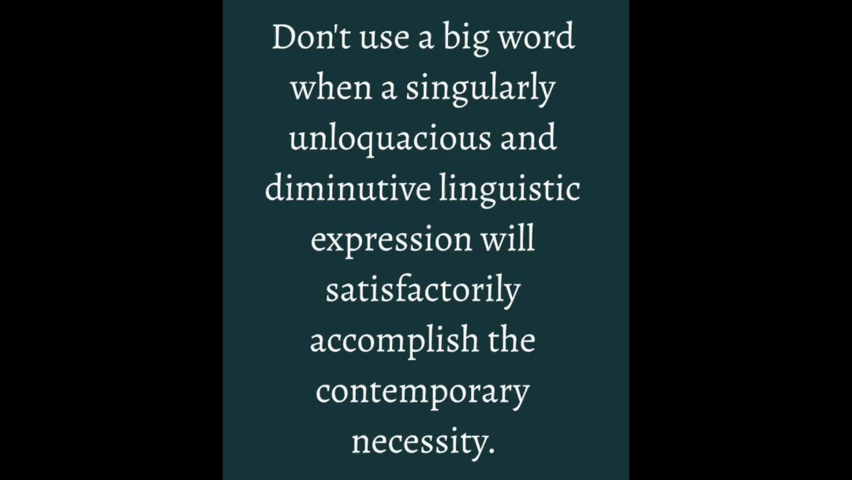 Don't use a big word
when a singularly
unloquacious and
diminutive linguistic
expression will
satisfactorily
accomplish the
contemporary
necessity.